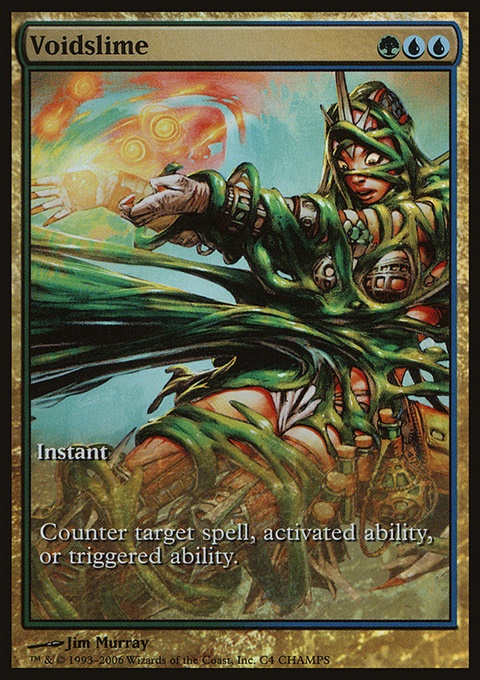 Voidslime
Instant
Counter target spell, activated ability,
or triggered ability.
Jim Murray
™ & © 1993–2006 Wizards of the Coast, Inc. C4 CHAMPS